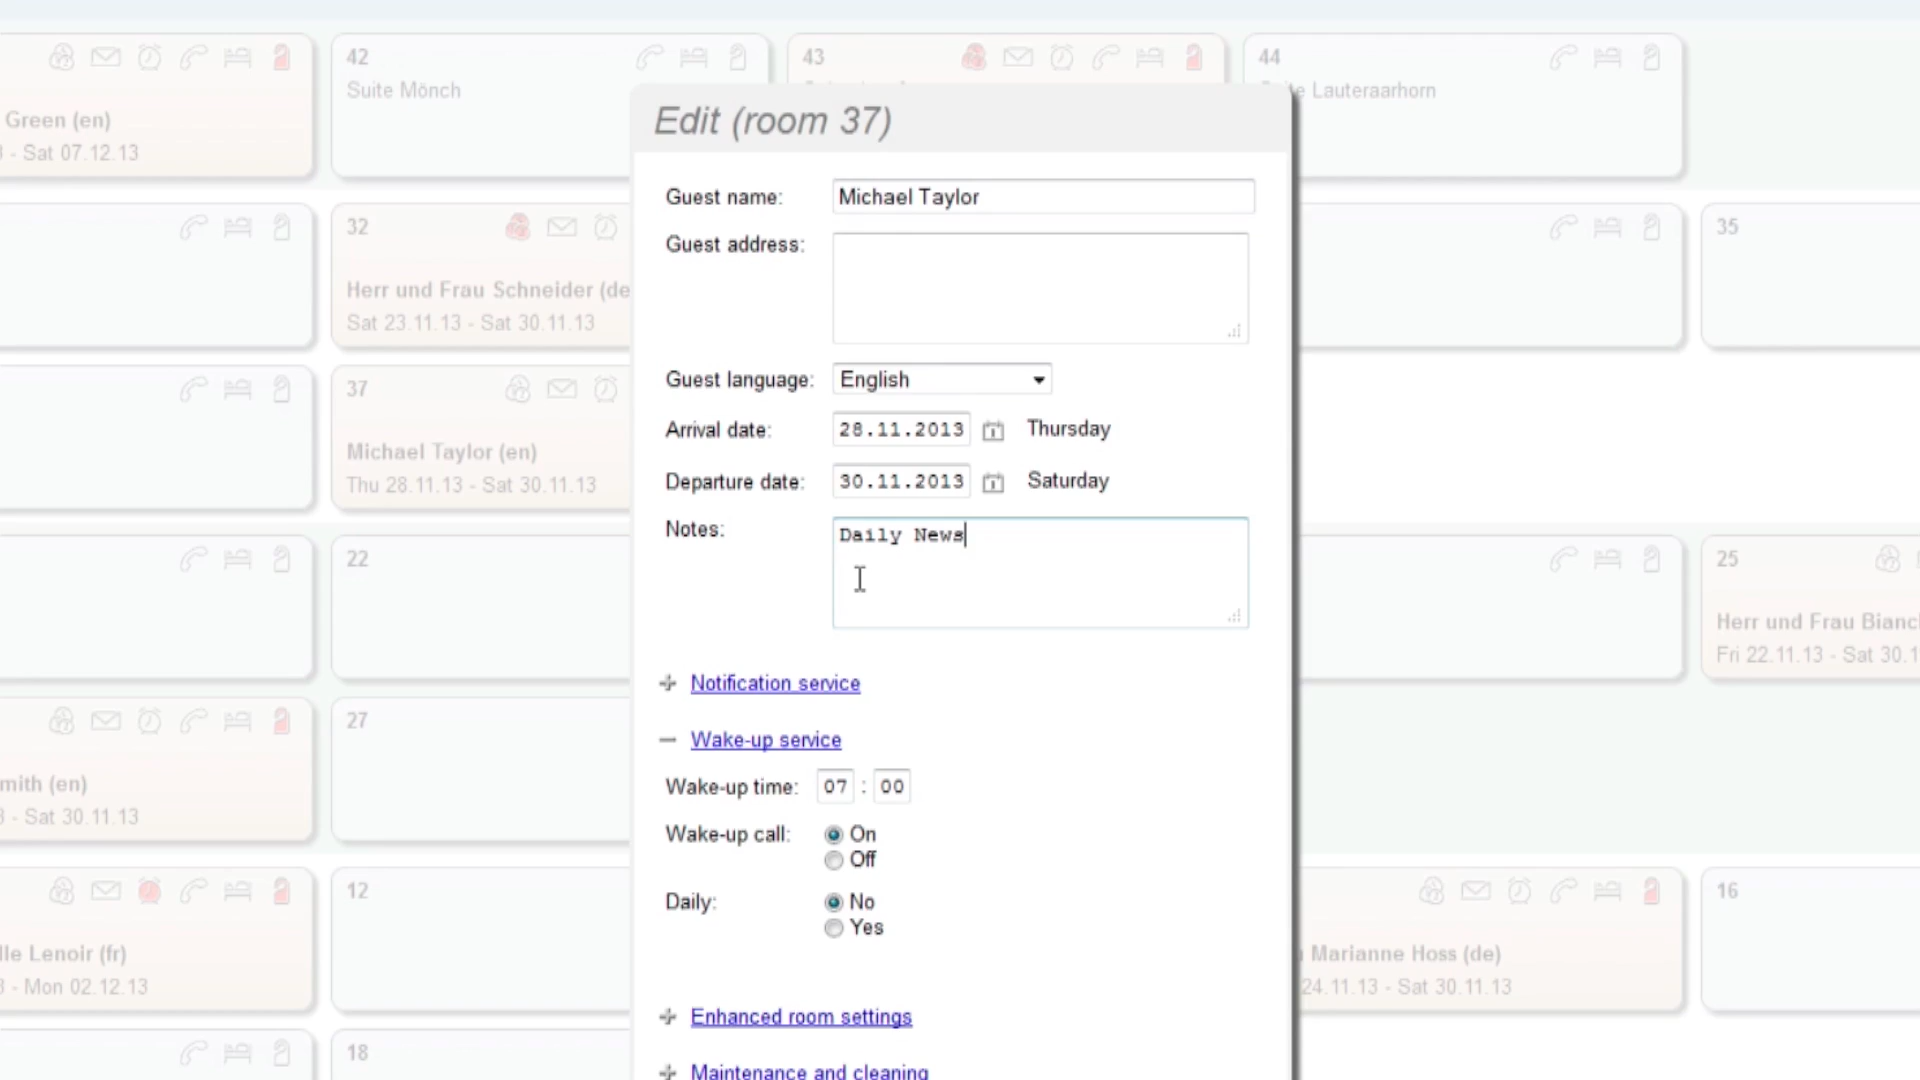 42
Suite Mönch
43
44
Lauteraarhorn
Green (en)
- Sat 07.12.13
32
Herr und Frau Schneider (de
Sat 23.11.13 - Sat 30.11.13
35
37
Michael Taylor (en)
Thu 28.11.13 - Sat 30.11.13
22
25
Herr und Frau Bianc
Fri 22.11.13 - Sat 30.1
27
mith (en)
- Sat 30.11.13
12
lle Lenoir (fr)
- Mon 02.12.13
Marianne Hoss (de)
24.11.13 - Sat 30.11.13
16
18
Edit (room 37)
Guest name: Michael Taylor
Guest address:
Guest language: English
Arrival date: 28.11.2013 Thursday
Departure date: 30.11.2013 Saturday
Notes: Daily News
Notification service
Wake-up service
Wake-up time: 07 : 00
Wake-up call: On
Off
Daily: No
Yes
Enhanced room settings
Maintenance and cleaning